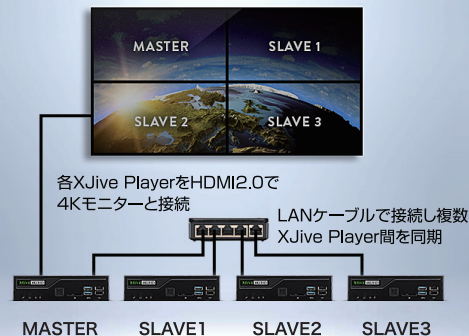 MASTER
SLAVE 1
SLAVE 2
SLAVE 3
各XJive PlayerをHDMI2.0で
4Kモニターと接続
LANケーブルで接続し複数
XJive Player間を同期
MASTER
SLAVE1
SLAVE2
SLAVE3